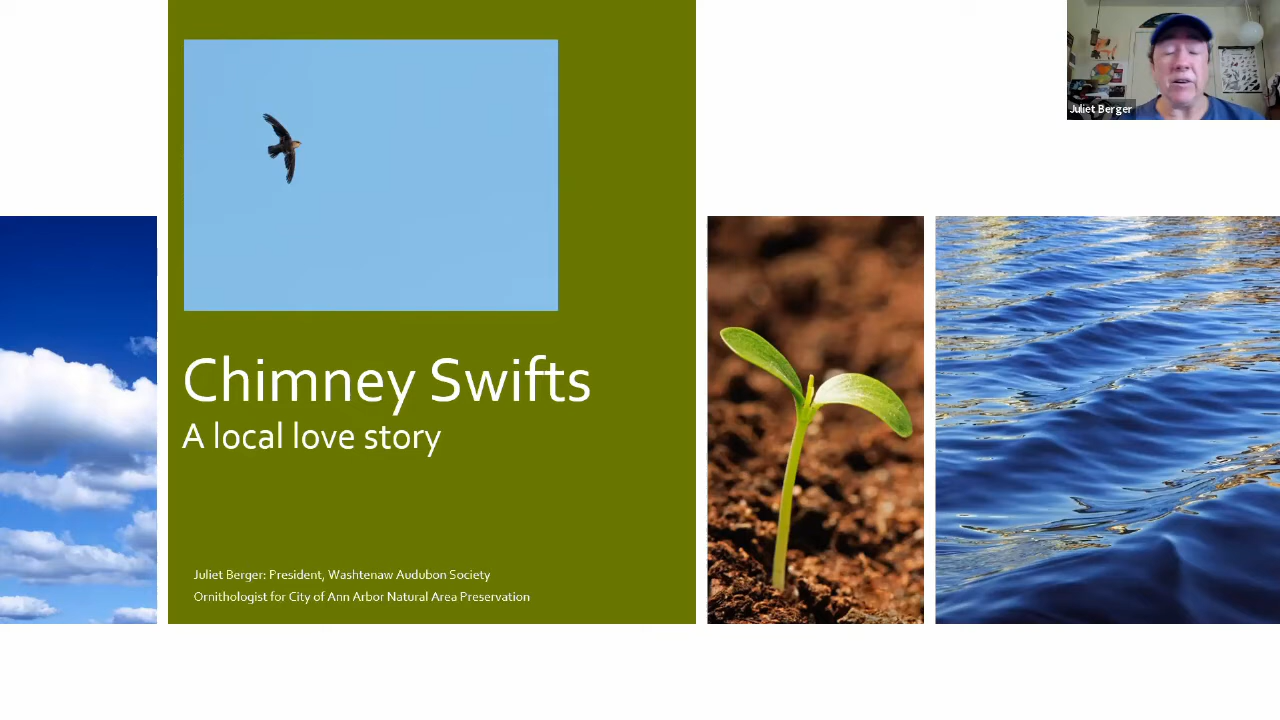 Juliet Berger
Chimney Swifts
A local love story
Juliet Berger: President, Washtenaw Audubon Society
Ornithologist for City of Ann Arbor Natural Area Preservation